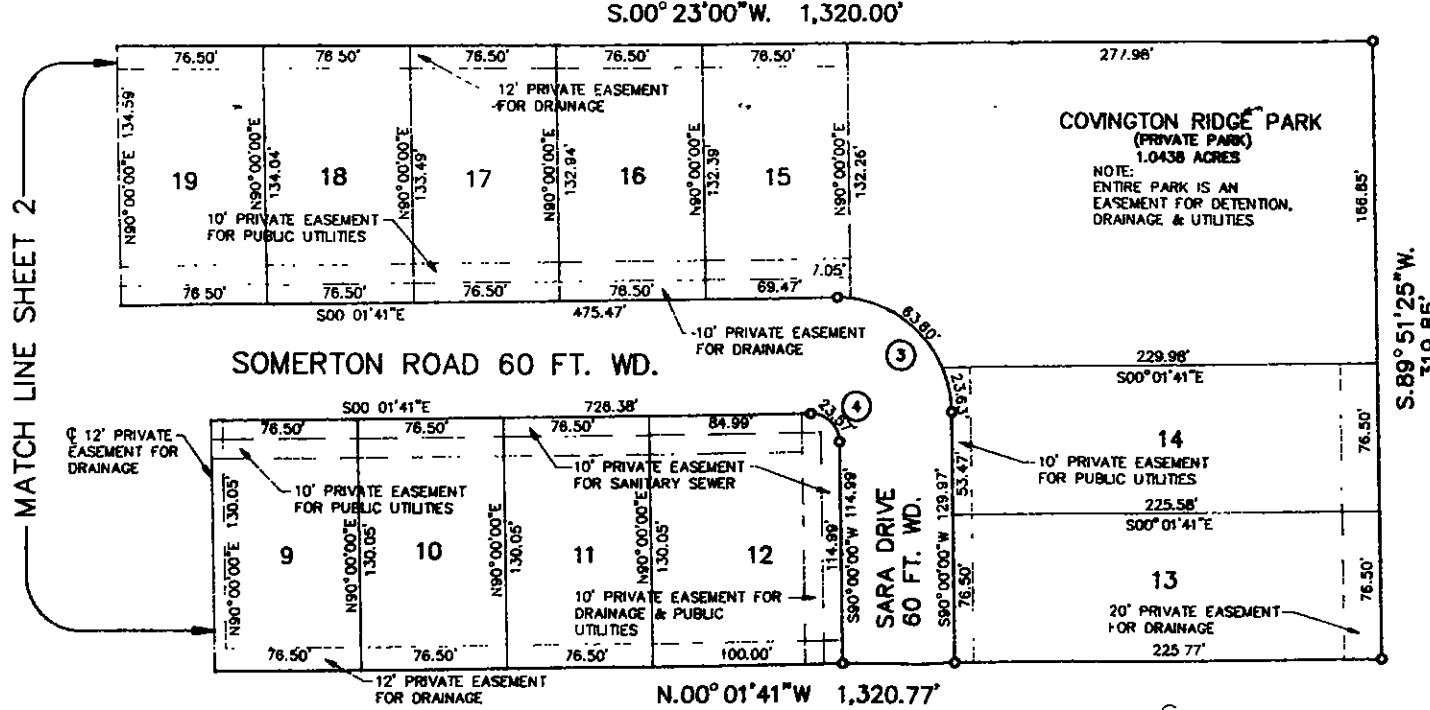 S.00°23'00"W. 1,320.00'
76.50'
76 50'
76.50'
76.50'
76.50'
277.98'
12' PRIVATE EASEMENT
FOR DRAINAGE
COVINGTON RIDGE PARK
(PRIVATE PARK)
1.0438 ACRES
NOTE:
ENTIRE PARK IS AN
EASEMENT FOR DETENTION,
DRAINAGE & UTILITIES
N90°00'00"E 134.59'
19
N90°00'00"E
134.04'
18
N90°00'00"E
133.49'
17
N90°00'00"E
132.94'
16
N90°00'00"E
132.39'
15
N90°00'00"E
132.26'
166.85'
10' PRIVATE EASEMENT
FOR PUBLIC UTILITIES
7.05'
76 50'
76.50'
76.50'
76.50'
69.47'
S00 01'41"E
475.47'
63.80'
3
10' PRIVATE EASEMENT
FOR DRAINAGE
MATCH LINE SHEET 2
SOMERTON ROAD 60 FT. WD.
S.89°51'25"W.
319.85'
229.98'
S00°01'41"E
23.03'
S00 01'41"E
726.38'
4
76.50'
76.50'
76.50'
84.99'
℄ 12' PRIVATE
EASEMENT FOR
DRAINAGE
10' PRIVATE EASEMENT
FOR SANITARY SEWER
10' PRIVATE EASEMENT
FOR PUBLIC UTILITIES
14
76.50'
10' PRIVATE EASEMENT
FOR PUBLIC UTILITIES
53.47'
225.58'
S00°01'41"E
N90°00'00"E 130.05'
9
N90°00'00"E
130.05'
10
N90°00'00"E
130.05'
11
N90°00'00"E
130.05'
12
114.99'
S90°00'00"W 114.99'
SARA DRIVE
60 FT. WD.
S90°00'00"W 129.97'
76.50'
13
76.50'
10' PRIVATE EASEMENT FOR
DRAINAGE & PUBLIC
UTILITIES
20' PRIVATE EASEMENT
FOR DRAINAGE
76.50'
76.50'
76.50'
100.00'
225 77'
12' PRIVATE EASEMENT
FOR DRAINAGE
N.00°01'41"W 1,320.77'